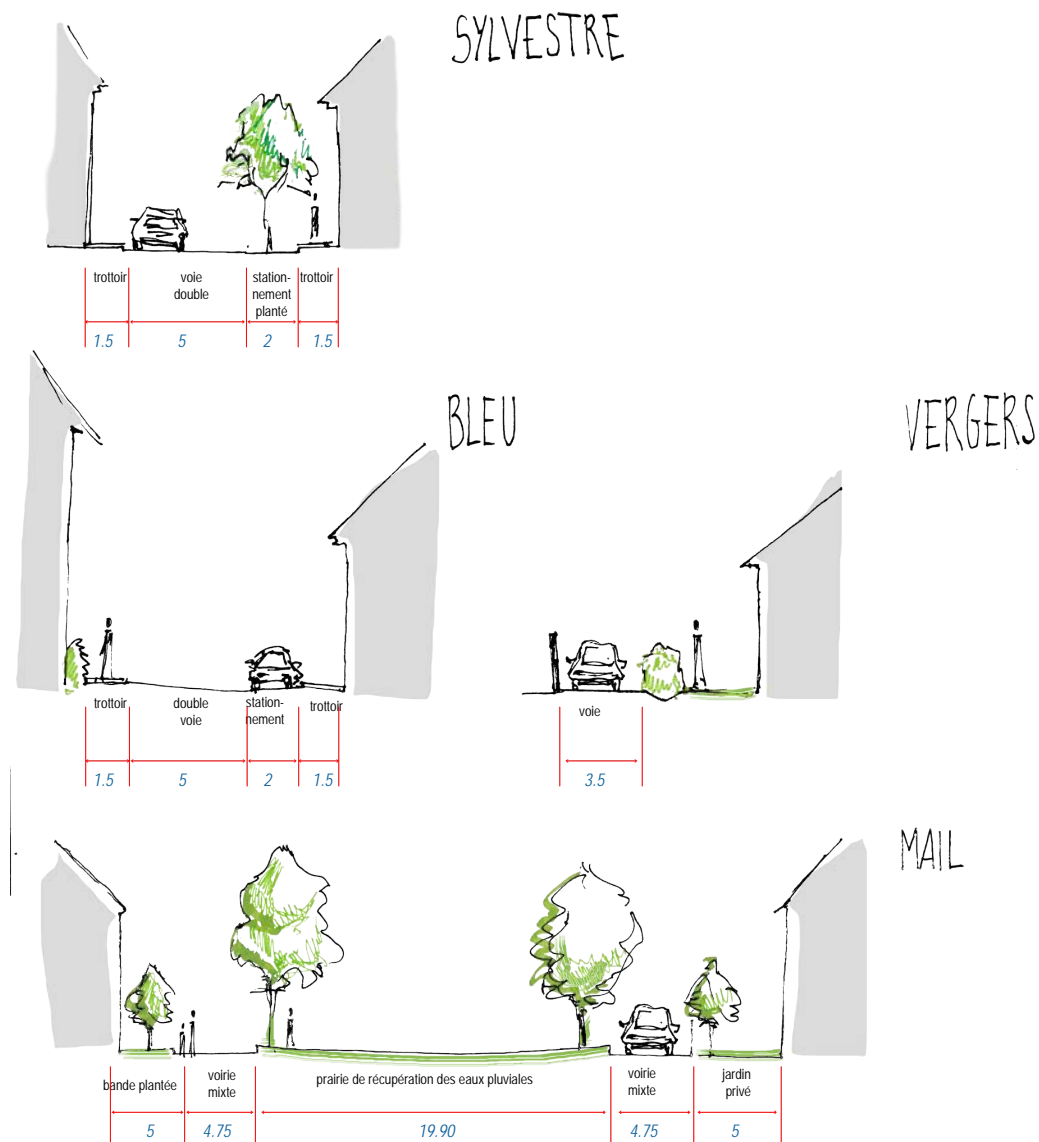 SYLVESTRE
trottoir
voie
double
station-
nement
planté
trottoir
1.5
5
2
1.5
BLEU
trottoir
double
voie
station-
nement
trottoir
1.5
5
2
1.5
VERGERS
voie
3.5
MAIL
bande plantée
voirie
mixte
prairie de récupération des eaux pluviales
voirie
mixte
jardin
privé
5
4.75
19.90
4.75
5